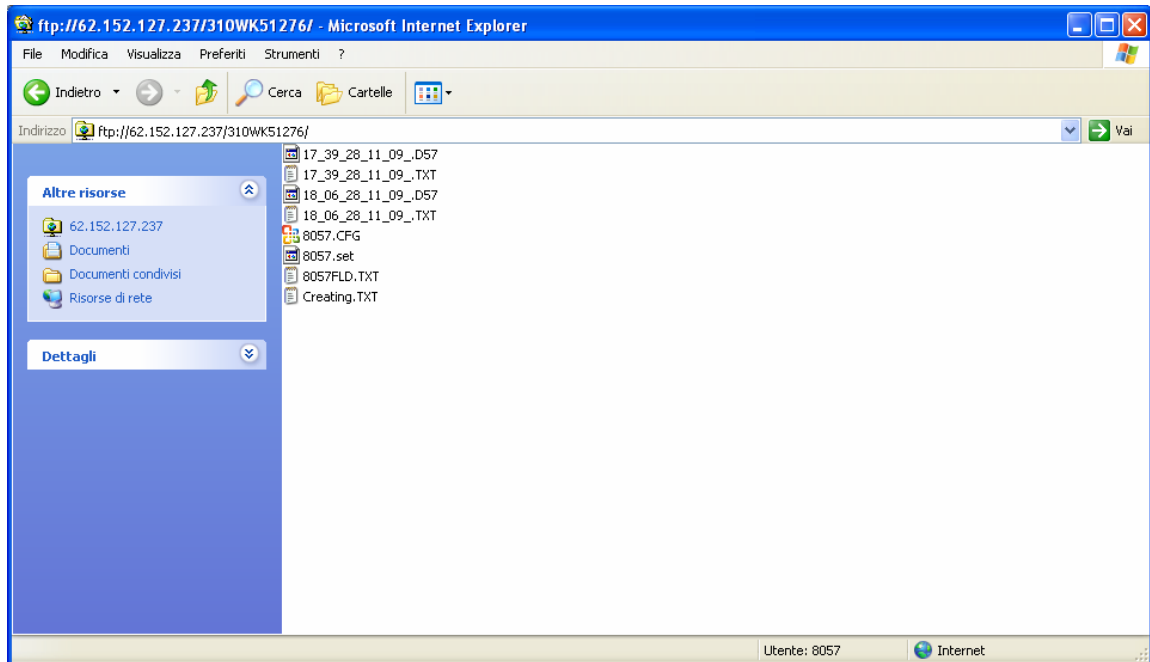 ftp://62.152.127.237/310WK51276/ - Microsoft Internet Explorer
File Modifica Visualizza Preferiti Strumenti ?
Indietro Cerca Cartelle
Indirizzo ftp://62.152.127.237/310WK51276/ Vai
Altre risorse
62.152.127.237
Documenti
Documenti condivisi
Risorse di rete
Dettagli
17_39_28_11_09_.D57
17_39_28_11_09_.TXT
18_06_28_11_09_.D57
18_06_28_11_09_.TXT
8057.CFG
8057.set
8057FLD.TXT
Creating.TXT
Utente: 8057 Internet